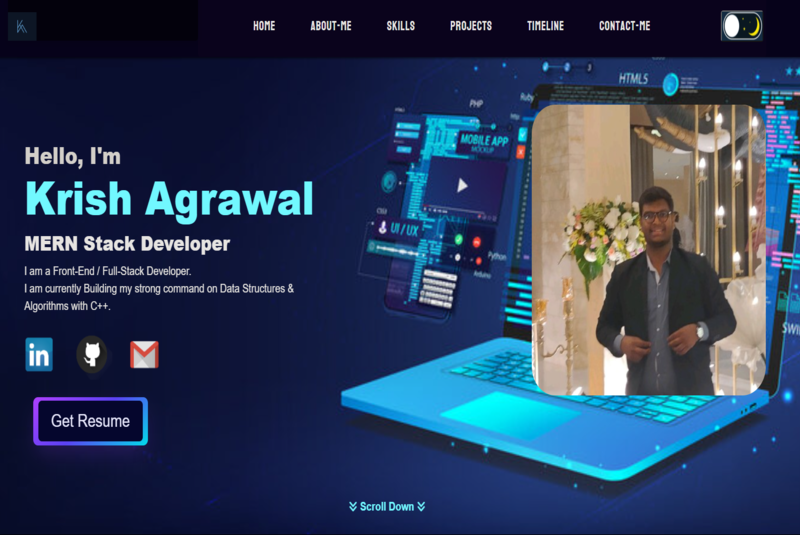 HOME ABOUT-ME SKILLS PROJECTS TIMELINE CONTACT-ME
Hello, I'm
Krish Agrawal
MERN Stack Developer
I am a Front-End / Full-Stack Developer.
I am currently Building my strong command on Data Structures &
Algorithms with C++.
in
Get Resume
Scroll Down
HTML5
PHP
Ruby
MOBILE APP
MOCKUP
CSS3
UI / UX
Python
Arduino